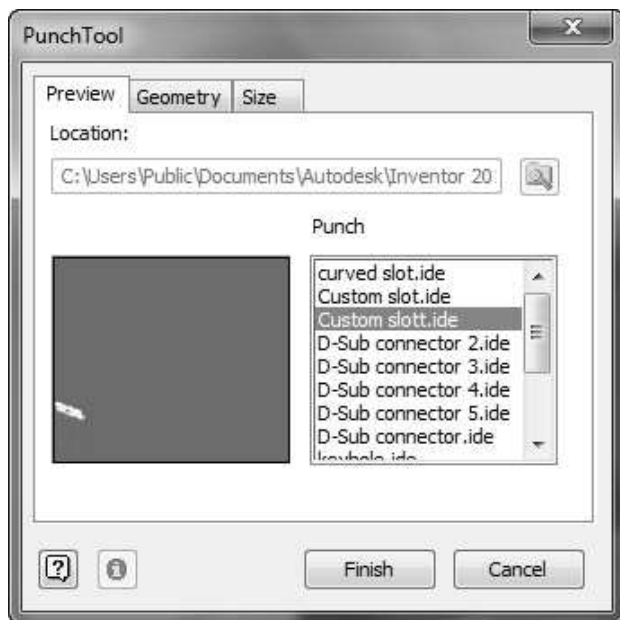 PunchTool
Preview Geometry Size
Location:
C:\Users\Public\Documents\Autodesk\Inventor 20
Punch
curved slot.ide
Custom slot.ide
Custom slott.ide
D-Sub connector 2.ide
D-Sub connector 3.ide
D-Sub connector 4.ide
D-Sub connector 5.ide
D-Sub connector.ide
keyhole.ide
Finish Cancel